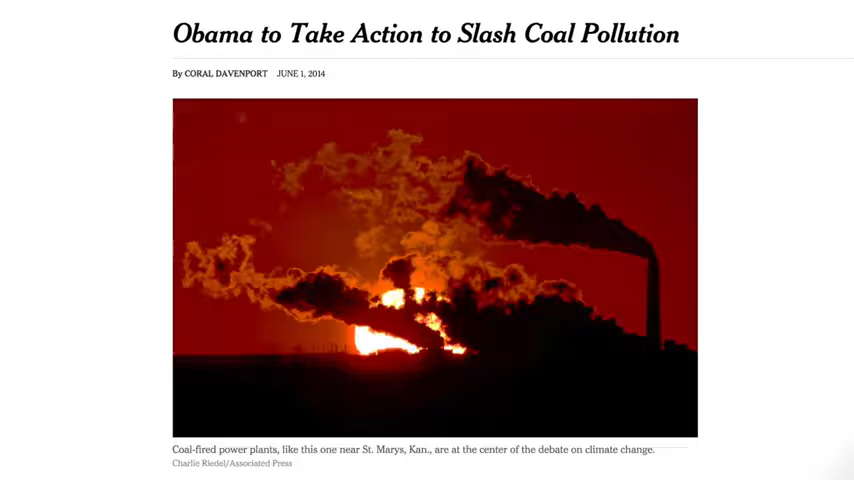 Obama to Take Action to Slash Coal Pollution
By CORAL DAVENPORT JUNE 1, 2014
Coal-fired power plants, like this one near St. Marys, Kan., are at the center of the debate on climate change.
Charlie Riedel/Associated Press